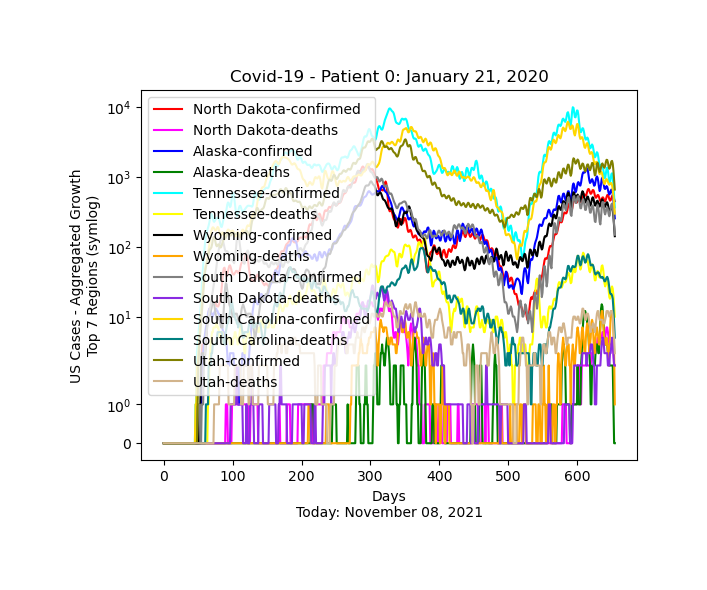 Covid-19 - Patient 0: January 21, 2020
US Cases - Aggregated Growth
Top 7 Regions (symlog)
10^4
10^3
10^2
10^1
10^0
0
North Dakota-confirmed
North Dakota-deaths
Alaska-confirmed
Alaska-deaths
Tennessee-confirmed
Tennessee-deaths
Wyoming-confirmed
Wyoming-deaths
South Dakota-confirmed
South Dakota-deaths
South Carolina-confirmed
South Carolina-deaths
Utah-confirmed
Utah-deaths
0 100 200 300 400 500 600
Days
Today: November 08, 2021